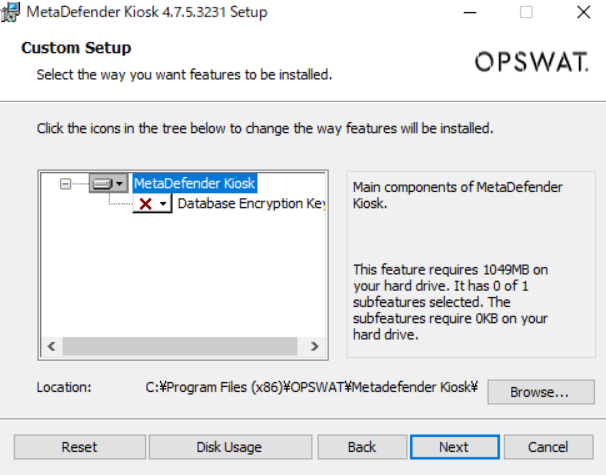 MetaDefender Kiosk 4.7.5.3231 Setup
Custom Setup
Select the way you want features to be installed.
OPSWAT.
Click the icons in the tree below to change the way features will be installed.
MetaDefender Kiosk
Database Encryption Key
Main components of MetaDefender
Kiosk.
This feature requires 1049MB on
your hard drive. It has 0 of 1
subfeatures selected. The
subfeatures require 0KB on your
hard drive.
Location: C:¥Program Files (x86)¥OPSWAT¥Metadefender Kiosk¥ Browse...
Reset Disk Usage Back Next Cancel